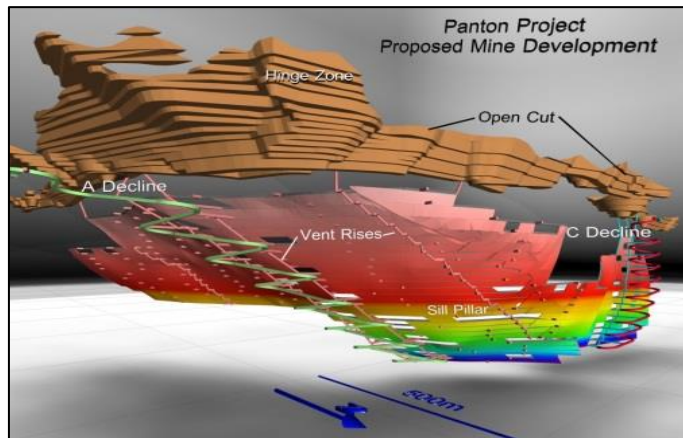 Panton Project
Proposed Mine Development
Hinge Zone
Open Cut
A Decline
Vent Rises
C Decline
Sill Pillar
500m